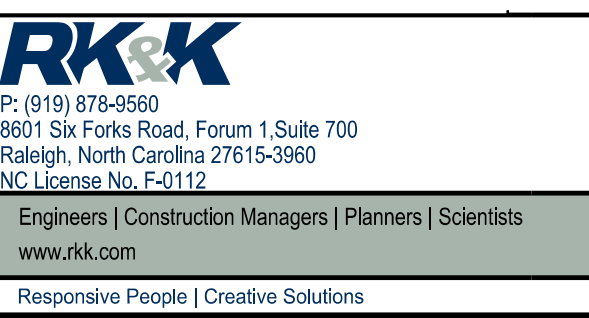 RK&K
P: (919) 878-9560
8601 Six Forks Road, Forum 1,Suite 700
Raleigh, North Carolina 27615-3960
NC License No. F-0112
Engineers | Construction Managers | Planners | Scientists
www.rkk.com
Responsive People | Creative Solutions